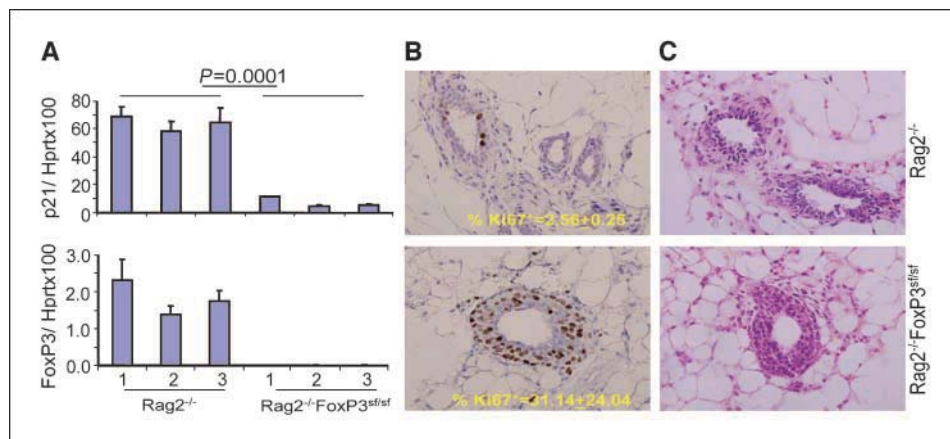 A
B
C
P=0.0001
p21/ Hprtx100
80
60
40
20
0
FoxP3/ Hprtx100
3.0
2.0
1.0
0.0
1 2 3 1 2 3
Rag2-/- Rag2-/-FoxP3sf/sf
% Ki67+=2.56±0.25
% Ki67+=31.14±24.04
Rag2-/-
Rag2-/-FoxP3sf/sf